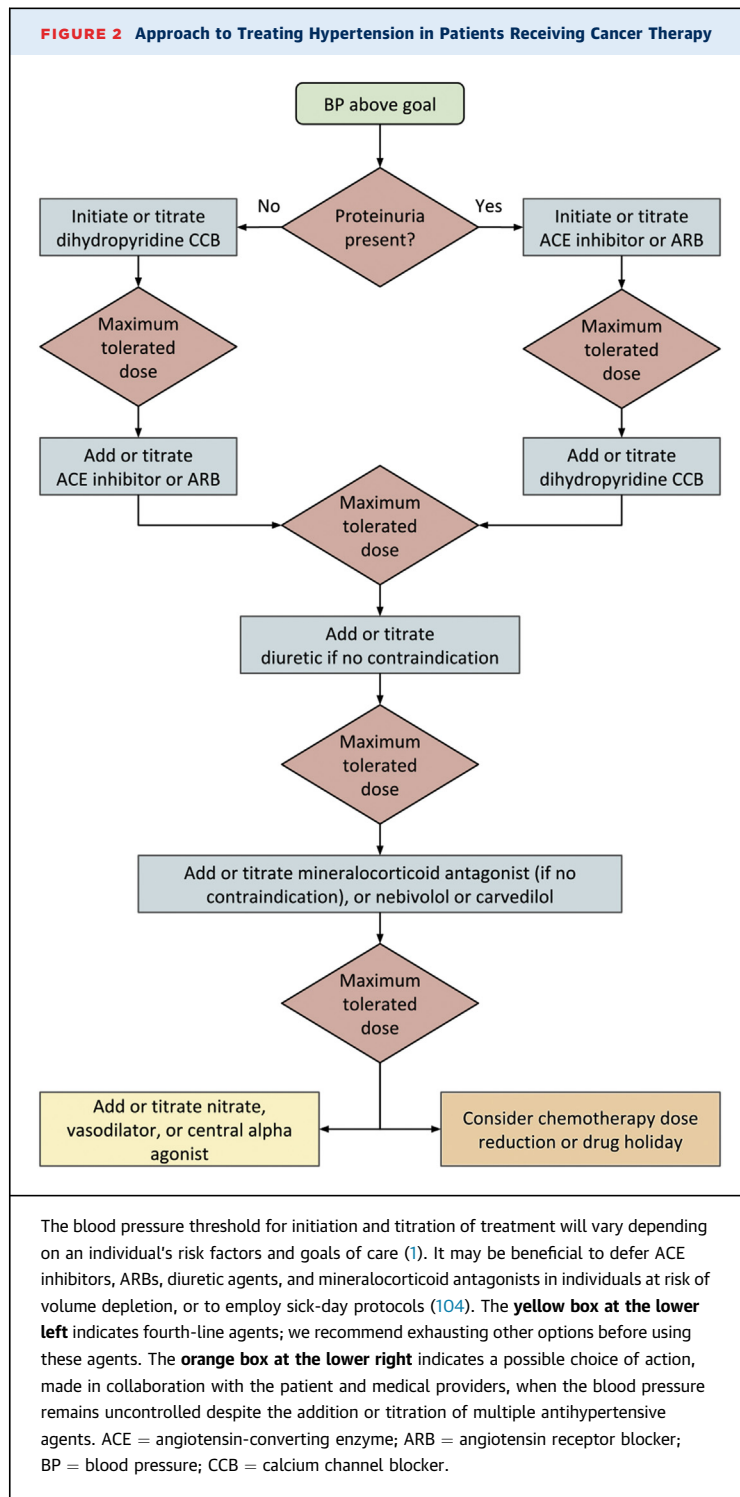 FIGURE 2 Approach to Treating Hypertension in Patients Receiving Cancer Therapy
BP above goal
Proteinuria
present?
No
Yes
Initiate or titrate
dihydropyridine CCB
Initiate or titrate
ACE inhibitor or ARB
Maximum
tolerated
dose
Maximum
tolerated
dose
Add or titrate
ACE inhibitor or ARB
Add or titrate
dihydropyridine CCB
Maximum
tolerated
dose
Add or titrate
diuretic if no contraindication
Maximum
tolerated
dose
Add or titrate mineralocorticoid antagonist (if no
contraindication), or nebivolol or carvedilol
Maximum
tolerated
dose
Add or titrate nitrate,
vasodilator, or central alpha
agonist
Consider chemotherapy dose
reduction or drug holiday
The blood pressure threshold for initiation and titration of treatment will vary depending
on an individual's risk factors and goals of care (1). It may be beneficial to defer ACE
inhibitors, ARBs, diuretic agents, and mineralocorticoid antagonists in individuals at risk of
volume depletion, or to employ sick-day protocols (104). The yellow box at the lower
left indicates fourth-line agents; we recommend exhausting other options before using
these agents. The orange box at the lower right indicates a possible choice of action,
made in collaboration with the patient and medical providers, when the blood pressure
remains uncontrolled despite the addition or titration of multiple antihypertensive
agents. ACE = angiotensin-converting enzyme; ARB = angiotensin receptor blocker;
BP = blood pressure; CCB = calcium channel blocker.